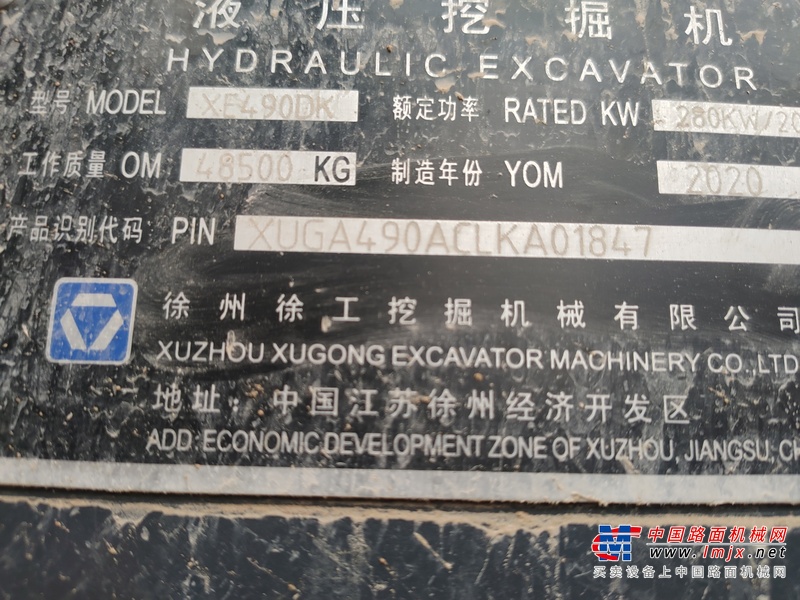 液压挖掘机
HYDRAULIC EXCAVATOR
型号 MODEL XE490DK 额定功率 RATED KW 280KW/20
工作质量 OM 48500 KG 制造年份 YOM 2020
产品识别代码 PIN XUGA490ACLKA01847
徐州徐工挖掘机械有限公司
XUZHOU XUGONG EXCAVATOR MACHINERY CO.,LTD
地址: 中国江苏徐州经济开发区
ADD: ECONOMIC DEVELOPMENT ZONE OF XUZHOU, JIANGSU, CH
中国路面机械网
www.lmjx.net
买卖设备上中国路面机械网